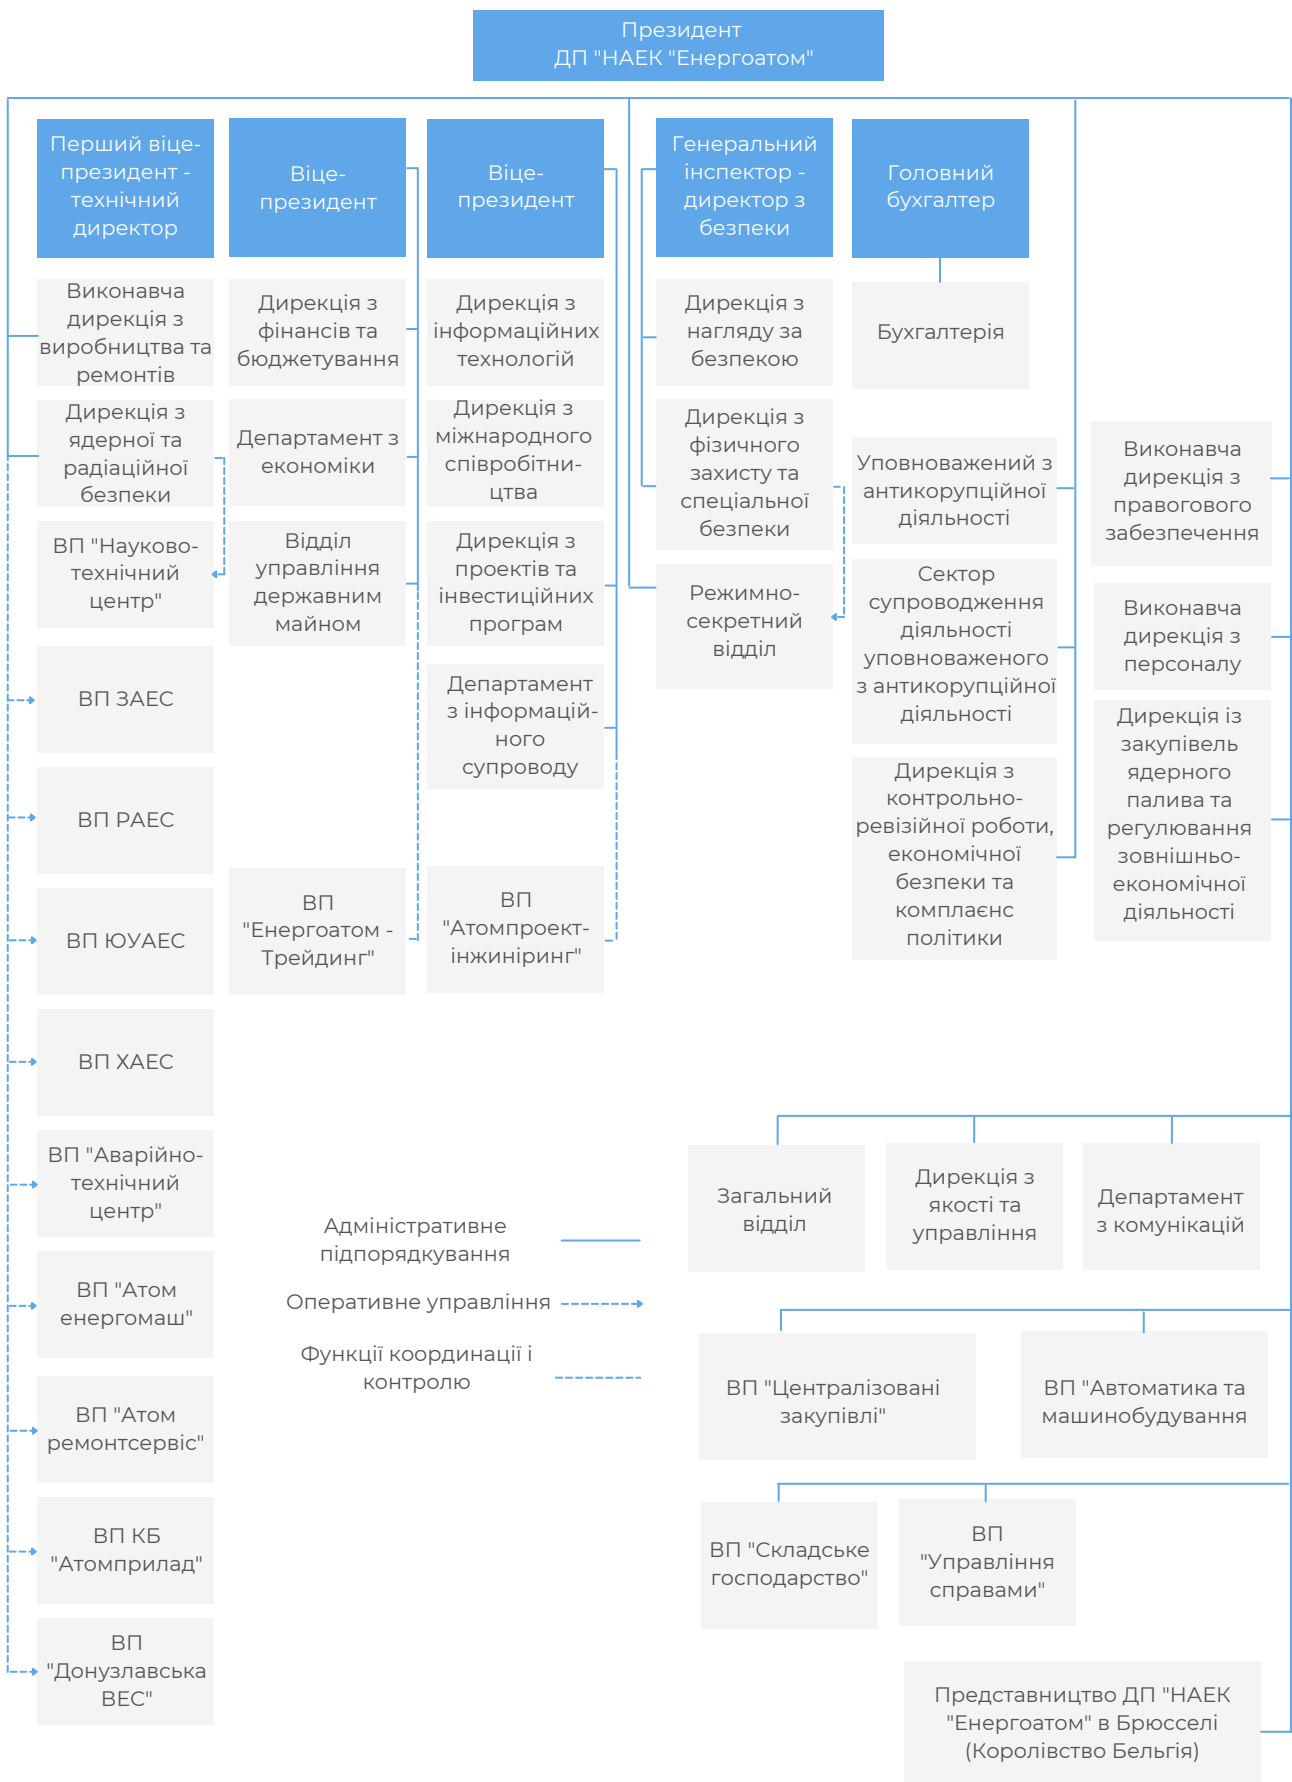 Президент
ДП "НАЕК "Енергоатом"
Перший віце-
президент -
технічний
директор
Віце-
президент
Віце-
президент
Генеральний
інспектор -
директор з
безпеки
Головний
бухгалтер
Виконавча
дирекція з
виробництва та
ремонтів
Дирекція з
ядерної та
радіаційної
безпеки
ВП "Науково-
технічний
центр"
ВП ЗАЕС
ВП РАЕС
ВП ЮУАЕС
ВП ХАЕС
ВП "Аварійно-
технічний
центр"
ВП "Атом
енергомаш"
ВП "Атом
ремонтсервіс"
ВП КБ
"Атомприлад"
ВП
"Донузлавська
ВЕС"
Дирекція з
фінансів та
бюджетування
Департамент з
економіки
Відділ
управління
державним
майном
ВП
"Енергоатом -
Трейдинг"
Дирекція з
інформаційних
технологій
Дирекція з
міжнародного
співробітни-
цтва
Дирекція з
проектів та
інвестиційних
програм
Департамент
з інформацій-
ного
супроводу
ВП
"Атомпроект-
інжиніринг"
Дирекція з
нагляду за
безпекою
Дирекція з
фізичного
захисту та
спеціальної
безпеки
Режимно-
секретний
відділ
Бухгалтерія
Уповноважений з
антикорупційної
діяльності
Сектор
супроводження
діяльності
уповноваженого
з антикорупційної
діяльності
Дирекція з
контрольно-
ревізійної роботи,
економічної
безпеки та
комплаєнс
політики
Виконавча
дирекція з
правогового
забезпечення
Виконавча
дирекція з
персоналу
Дирекція із
закупівель
ядерного
палива та
регулювання
зовнішньо-
економічної
діяльності
Загальний
відділ
Дирекція з
якості та
управління
Департамент
з комунікацій
Адміністративне
підпорядкування
Оперативне управління
Функції координації і
контролю
ВП "Централізовані
закупівлі"
ВП "Автоматика та
машинобудування
ВП "Складське
господарство"
ВП
"Управління
справами"
Представництво ДП "НАЕК
"Енергоатом" в Брюсселі
(Королівство Бельгія)